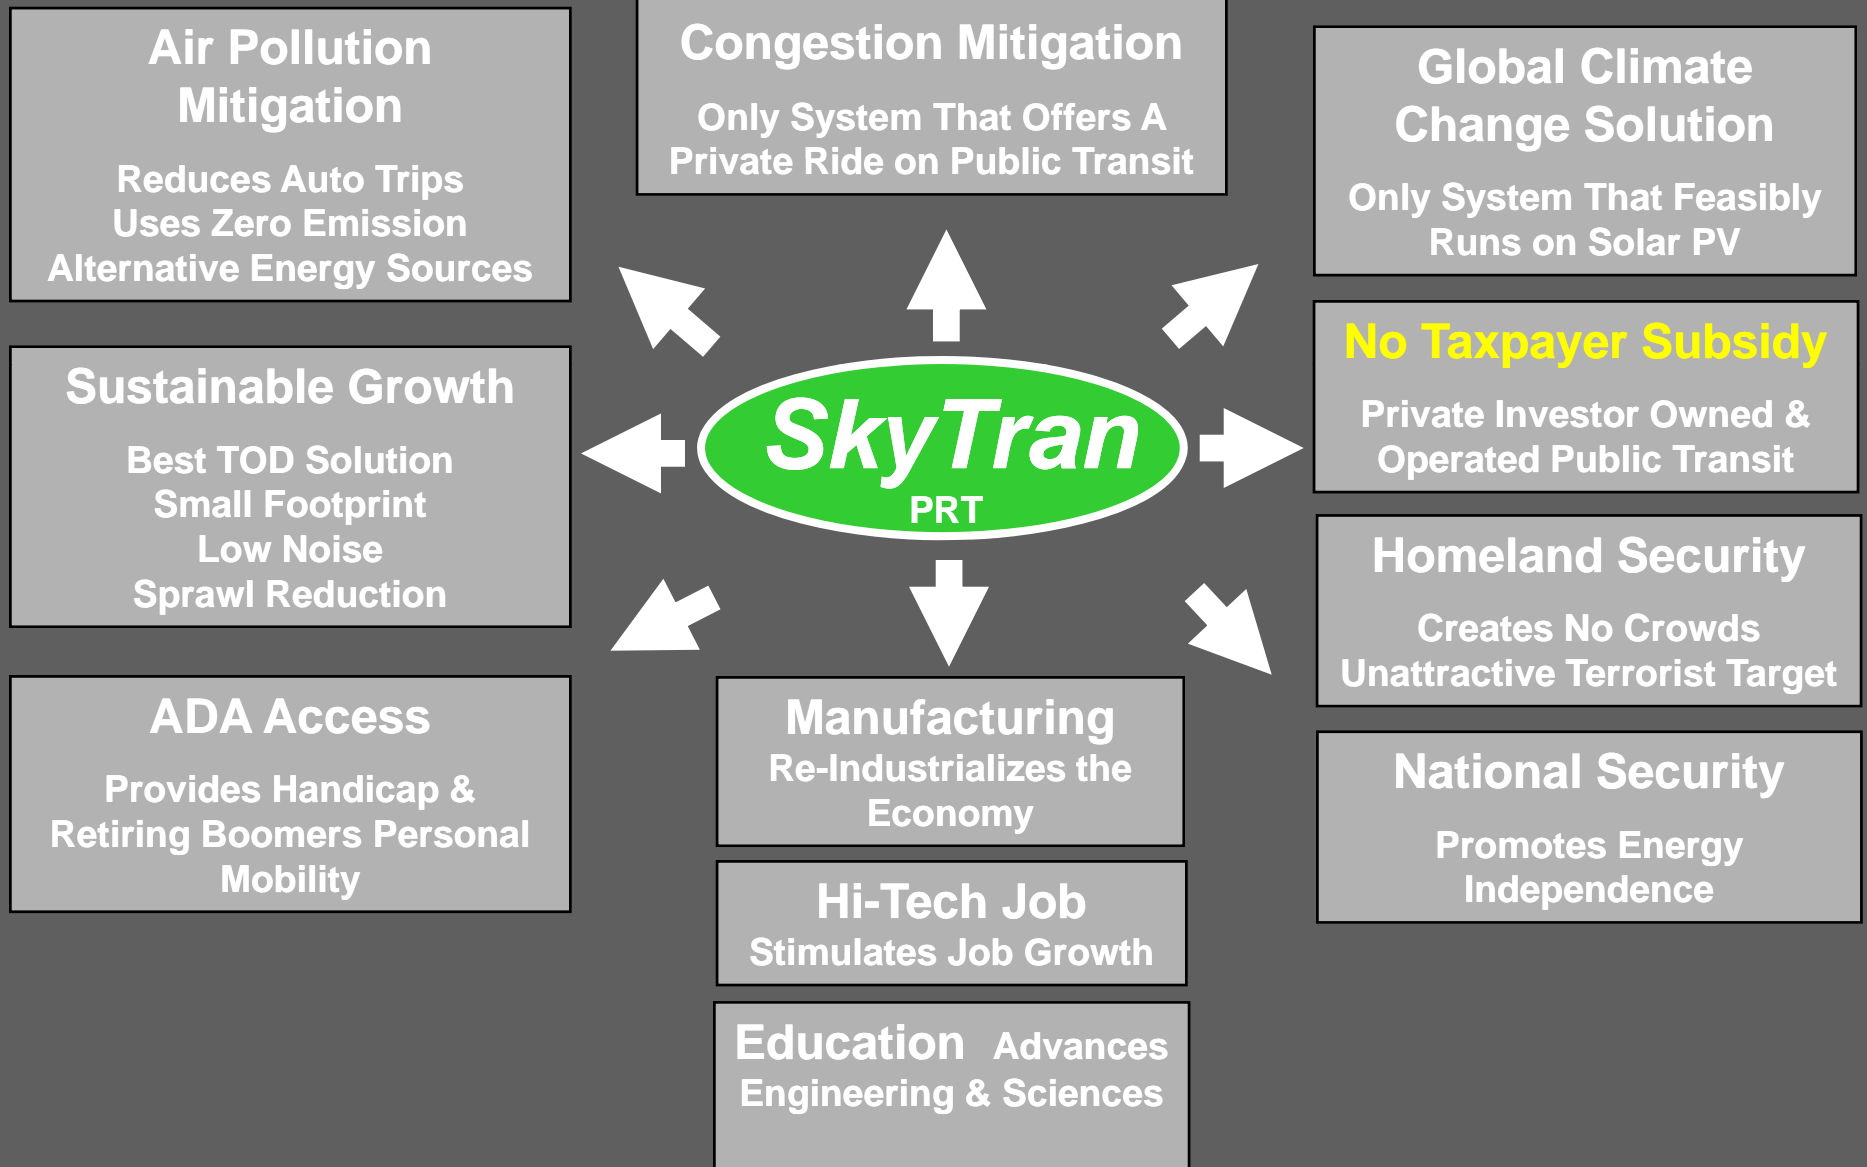 Air Pollution
Mitigation
Reduces Auto Trips
Uses Zero Emission
Alternative Energy Sources
Congestion Mitigation
Only System That Offers A
Private Ride on Public Transit
Global Climate
Change Solution
Only System That Feasibly
Runs on Solar PV
No Taxpayer Subsidy
Private Investor Owned &
Operated Public Transit
Sustainable Growth
Best TOD Solution
Small Footprint
Low Noise
Sprawl Reduction
SkyTran
PRT
Homeland Security
Creates No Crowds
Unattractive Terrorist Target
ADA Access
Provides Handicap &
Retiring Boomers Personal
Mobility
Manufacturing
Re-Industrializes the
Economy
National Security
Promotes Energy
Independence
Hi-Tech Job
Stimulates Job Growth
Education Advances
Engineering & Sciences